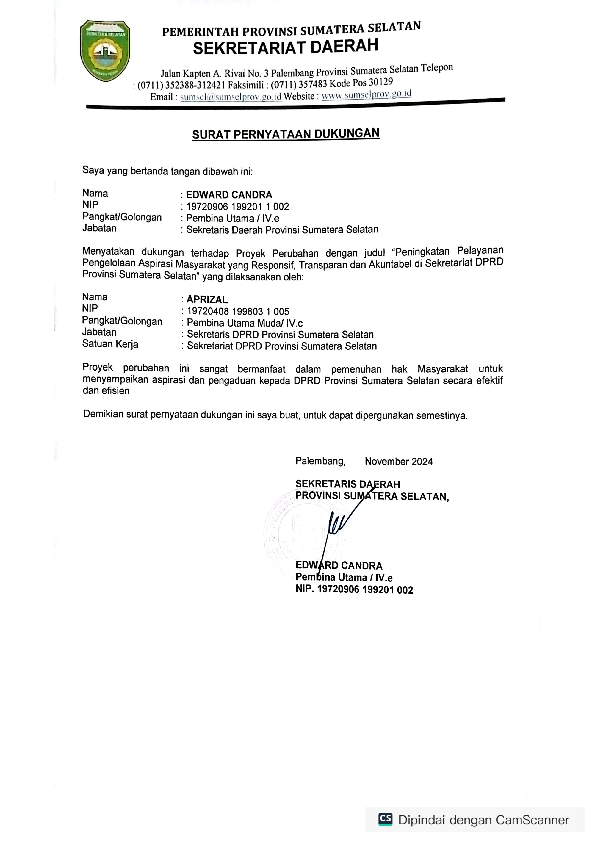 SUMATERA SELATAN
PEMERINTAH PROVINSI SUMATERA SELATAN
SEKRETARIAT DAERAH
Jalan Kapten A. Rivai No. 3 Palembang Provinsi Sumatera Selatan Telepon
: (0711) 352388-312421 Faksimili : (0711) 357483 Kode Pos 30129
Email : sumsel@sumselprov.go.id Website : www.sumselprov.go.id
SURAT PERNYATAAN DUKUNGAN
Saya yang bertanda tangan dibawah ini:
Nama : EDWARD CANDRA
NIP : 19720906 199201 1 002
Pangkat/Golongan : Pembina Utama / IV.e
Jabatan : Sekretaris Daerah Provinsi Sumatera Selatan
Menyatakan dukungan terhadap Proyek Perubahan dengan judul “Peningkatan Pelayanan
Pengelolaan Aspirasi Masyarakat yang Responsif, Transparan dan Akuntabel di Sekretariat DPRD
Provinsi Sumatera Selatan” yang dilaksanakan oleh:
Nama : APRIZAL
NIP : 19720408 199803 1 005
Pangkat/Golongan : Pembina Utama Muda/ IV.c
Jabatan : Sekretaris DPRD Provinsi Sumatera Selatan
Satuan Kerja : Sekretariat DPRD Provinsi Sumatera Selatan
Proyek perubahan ini sangat bermanfaat dalam pemenuhan hak Masyarakat untuk
menyampaikan aspirasi dan pengaduan kepada DPRD Provinsi Sumatera Selatan secara efektif
dan efisien
Demikian surat pernyataan dukungan ini saya buat, untuk dapat dipergunakan semestinya.
Palembang, November 2024
SEKRETARIS DAERAH
PROVINSI SUMATERA SELATAN,
EDWARD CANDRA
Pembina Utama / IV.e
NIP. 19720906 199201 002
CS Dipindai dengan CamScanner